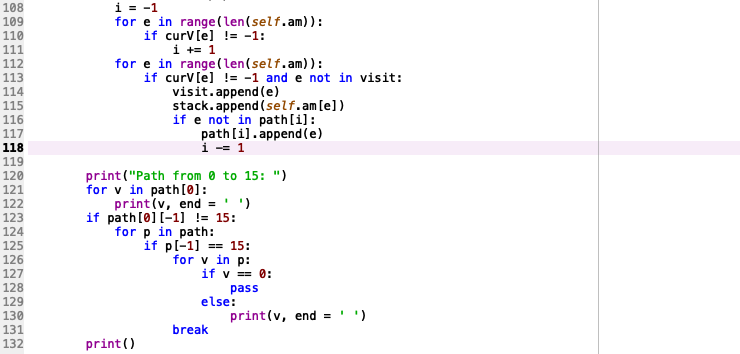 108             i = -1
109             for e in range(len(self.am)):
110                 if curV[e] != -1:
111                     i += 1
112             for e in range(len(self.am)):
113                 if curV[e] != -1 and e not in visit:
114                     visit.append(e)
115                     stack.append(self.am[e])
116                     if e not in path[i]:
117                         path[i].append(e)
118                         i -= 1
119
120         print("Path from 0 to 15: ")
121         for v in path[0]:
122             print(v, end = ' ')
123         if path[0][-1] != 15:
124             for p in path:
125                 if p[-1] == 15:
126                     for v in p:
127                         if v == 0:
128                             pass
129                         else:
130                             print(v, end = ' ')
131                     break
132         print()